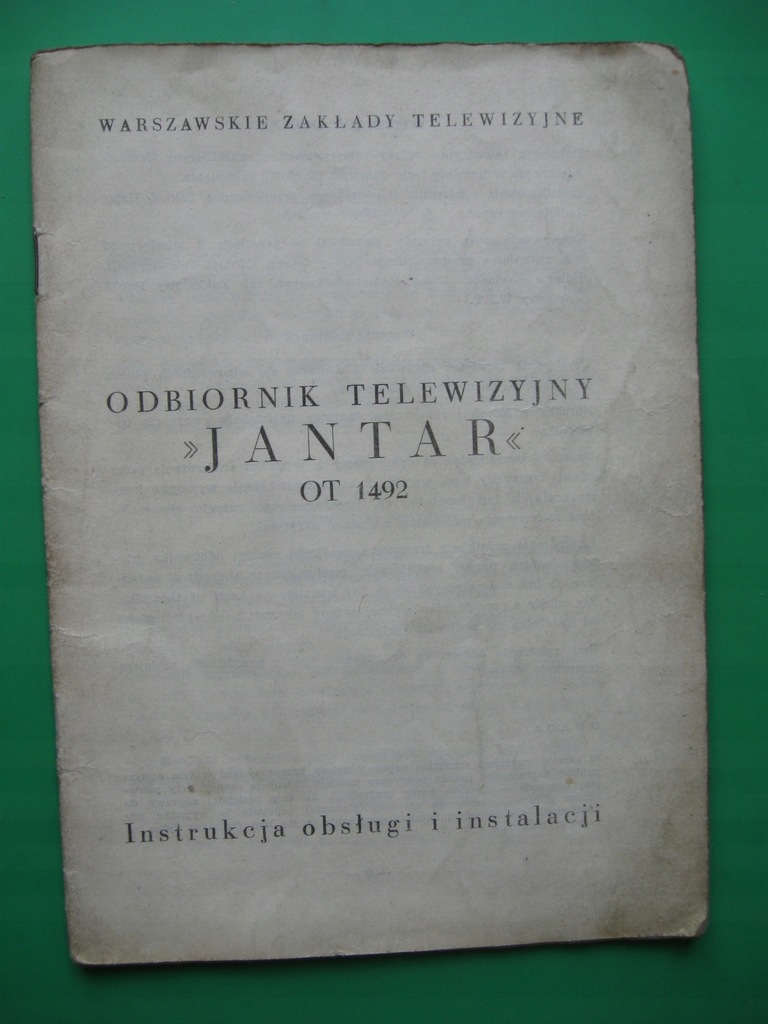 WARSZAWSKIE ZAKŁADY TELEWIZYJNE
ODBIORNIK TELEWIZYJNY
»JANTAR«
OT 1492
Instrukcja obsługi i instalacji